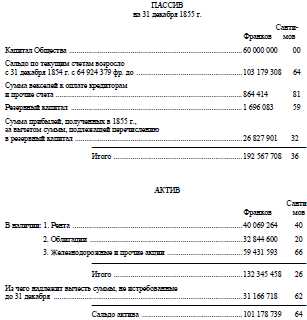 ПАССИВ
на 31 декабря 1855 г.
Санти-
Франков мов
Капитал Общества 60 000 000 00
Сальдо по текущим счетам возросло
с 31 декабря 1854 г. с 64 924 379 фр. до 103 179 308 64
Сумма векселей к оплате кредиторам
и прочие счета 864 414 81
Резервный капитал 1 696 083 59
Сумма прибылей, полученных в 1855 г.,
за вычетом суммы, подлежащей перечислению
в резервный капитал 26 827 901 32
Итого 192 567 708 36
АКТИВ
Санти-
Франков мов
В наличии: 1. Рента 40 069 264 40
2. Облигации 32 844 600 20
3. Железнодорожные и прочие акции 59 431 593 66
Итого 132 345 458 26
Из чего надлежит вычесть суммы, не истребованные
до 31 декабря 31 166 718 62
Сальдо актива 101 178 739 64